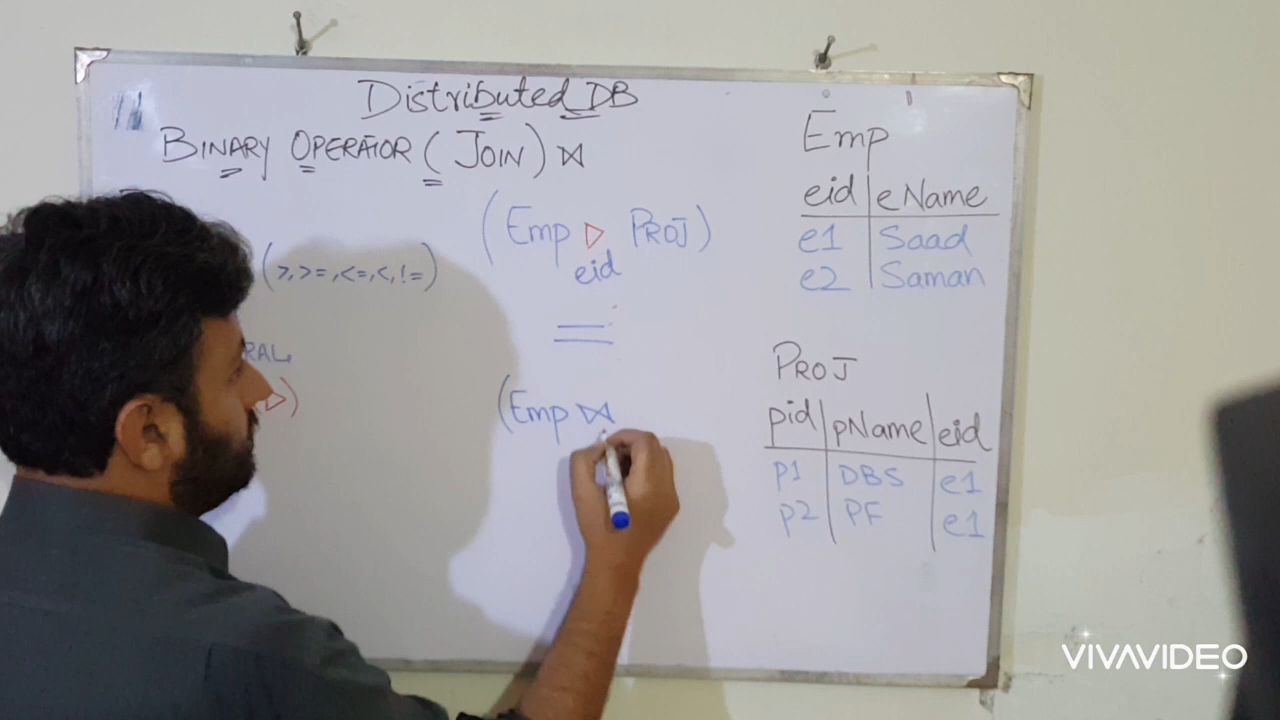 Distributed DB
BINARY OPERATOR (JOIN) ⋈
(>, >=, <=, <, !=)
RAL
▷)
(Emp ▷ PROJ)
eid
=
(Emp ⋈
Emp
eid eName
e1 Saad
e2 Saman
PROJ
pid pName eid
p1 DBS e1
p2 PF e1
VIVAVIDEO